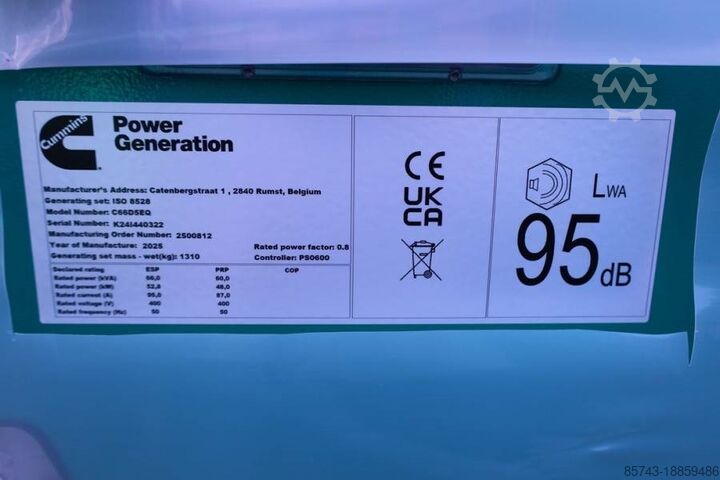 Cummins
Power
Generation
Manufacturer's Address: Catenbergstraat 1 , 2840 Rumst, Belgium
Generating set: ISO 8528
Model Number: C66D5EQ
Serial Number: K24I440322
Manufacturing Order Number: 2500812
Year of Manufacture: 2025 Rated power factor: 0.8
Generating set mass - wet(kg): 1310 Controller: PS0600
Declared rating ESP PRP COP
Rated power (kVA) 66,0 60,0
Rated power (kW) 52,8 48,0
Rated current (A) 95,0 87,0
Rated voltage (V) 400 400
Rated frequency (Hz) 50 50
CE
UK
CA
LWA
95dB
85743-18859486